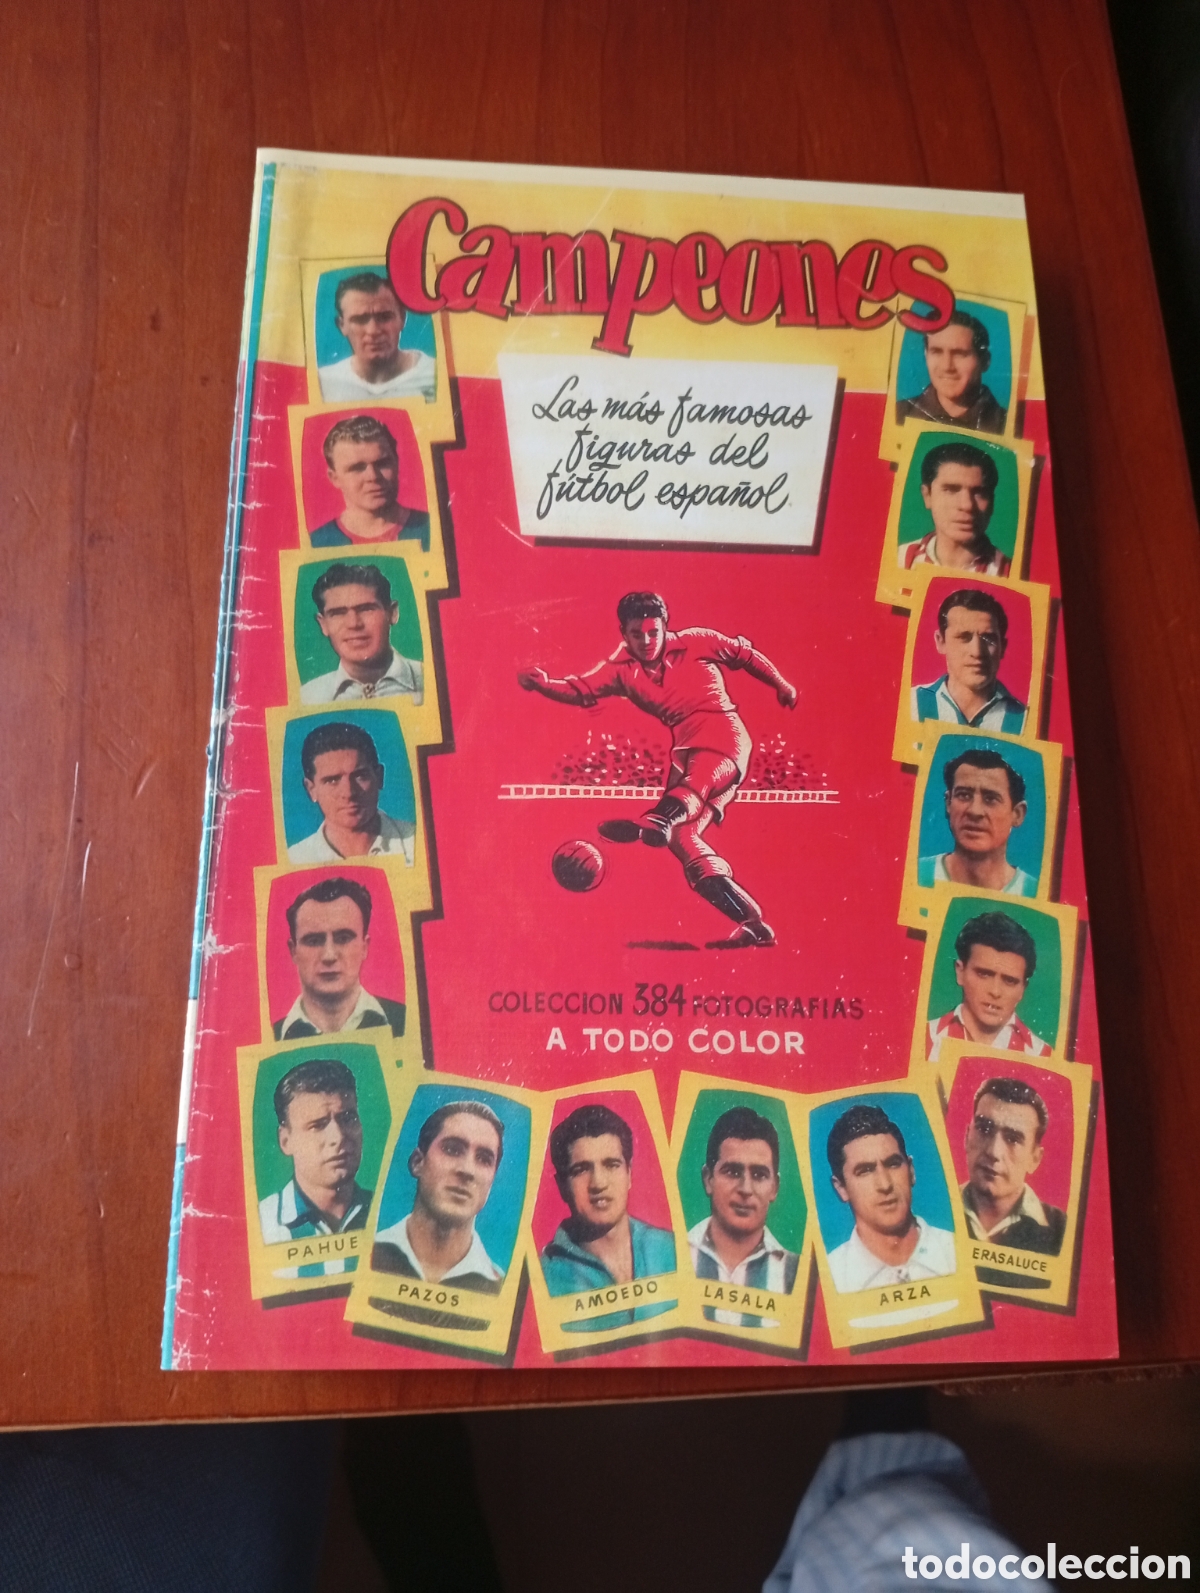 Campeones
Las más famosas
figuras del
fútbol español
COLECCION 384 FOTOGRAFIAS
A TODO COLOR
PAHUE
PAZOS
AMOEDO
LASALA
ARZA
ERASALUCE
todocoleccion